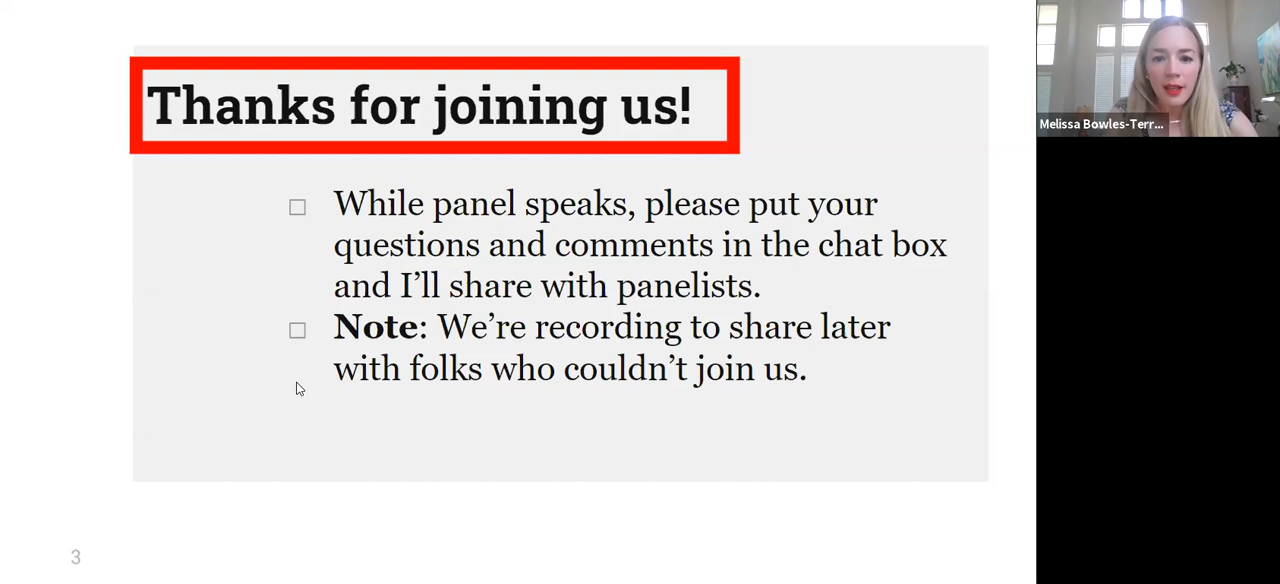 Thanks for joining us!
Melissa Bowles-Terr...
While panel speaks, please put your
questions and comments in the chat box
and I’ll share with panelists.
Note: We’re recording to share later
with folks who couldn’t join us.
3